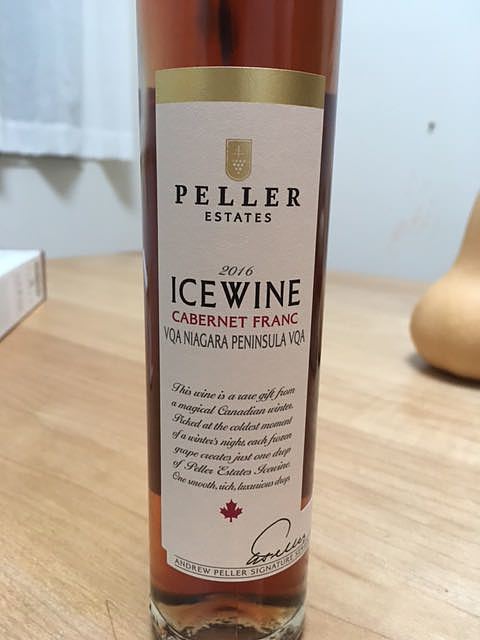 PELLER
ESTATES
2016
ICEWINE
CABERNET FRANC
VQA NIAGARA PENINSULA VQA
This wine is a rare gift from
a magical Canadian winter.
Picked at the coldest moment
of a winter's night, each frozen
grape creates just one drop
of Peller Estates Icewine.
One smooth, rich, luxurious drop.
ANDREW PELLER SIGNATURE